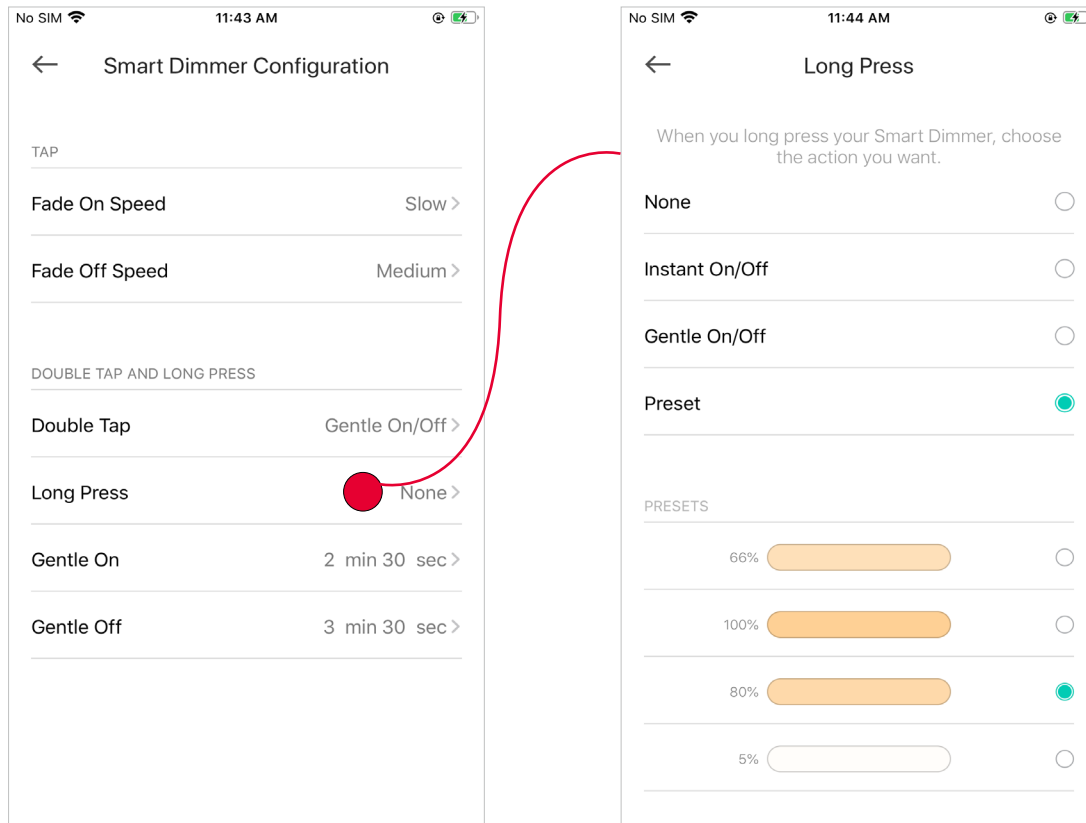 No SIM 11:43 AM
Smart Dimmer Configuration
TAP
Fade On Speed Slow
Fade Off Speed Medium
DOUBLE TAP AND LONG PRESS
Double Tap Gentle On/Off
Long Press None
Gentle On 2 min 30 sec
Gentle Off 3 min 30 sec
No SIM 11:44 AM
Long Press
When you long press your Smart Dimmer, choose
the action you want.
None
Instant On/Off
Gentle On/Off
Preset
PRESETS
66%
100%
80%
5%